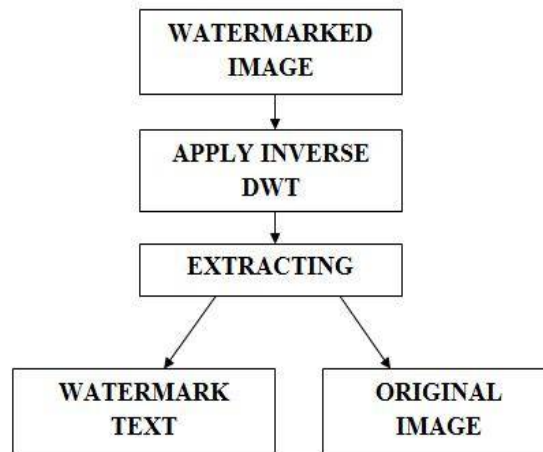 WATERMARKED
IMAGE
APPLY INVERSE
DWT
EXTRACTING
WATERMARK
TEXT
ORIGINAL
IMAGE